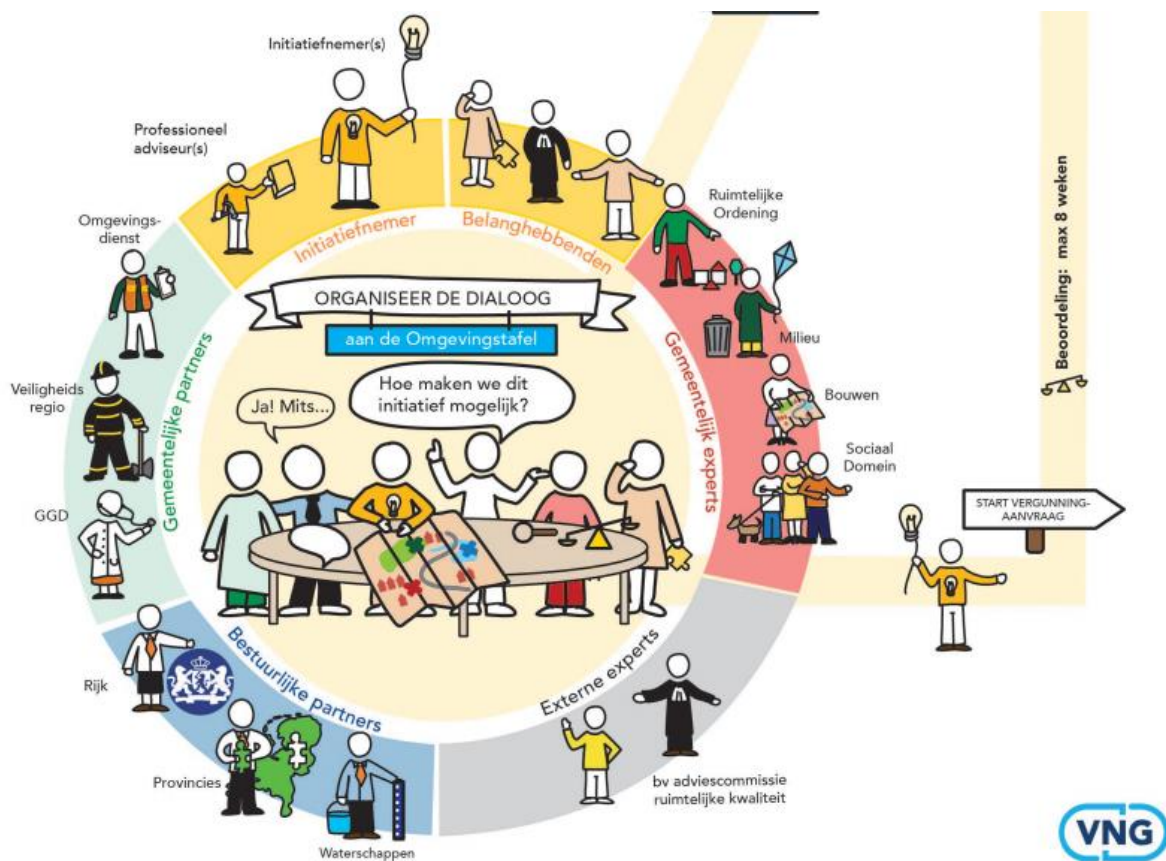 Initiatiefnemer(s)
Professioneel
adviseur(s)
Omgevings-
dienst
Veiligheids
regio
GGD
Rijk
Provincies
Waterschappen
Initiatiefnemer
Belanghebbenden
Gemeentelijke partners
Bestuurlijke partners
Externe experts
Gemeentelijk experts
ORGANISEER DE DIALOOG
aan de Omgevingstafel
Ja! Mits...
Hoe maken we dit
initiatief mogelijk?
Ruimtelijke
Ordening
Milieu
Bouwen
Sociaal
Domein
bv adviescommissie
ruimtelijke kwaliteit
Beoordeling: max 8 weken
START VERGUNNING-
AANVRAAG
VNG